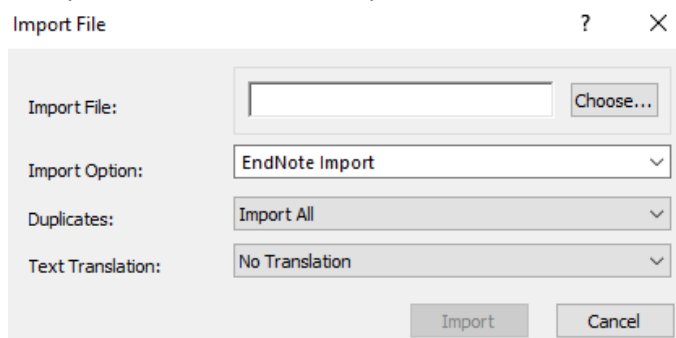 Import File ? X
Import File: Choose...
Import Option: EndNote Import
Duplicates: Import All
Text Translation: No Translation
Import Cancel